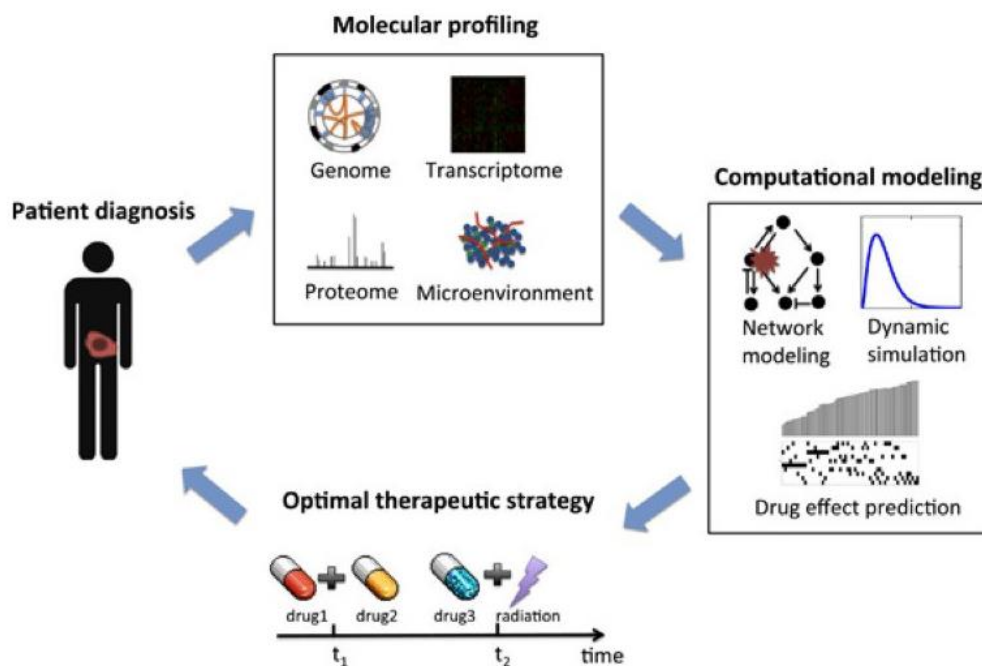 Molecular profiling
Genome
Transcriptome
Proteome
Microenvironment
Patient diagnosis
Computational modeling
Network
modeling
Dynamic
simulation
Drug effect prediction
Optimal therapeutic strategy
drug1
drug2
drug3
radiation
t1
t2
time